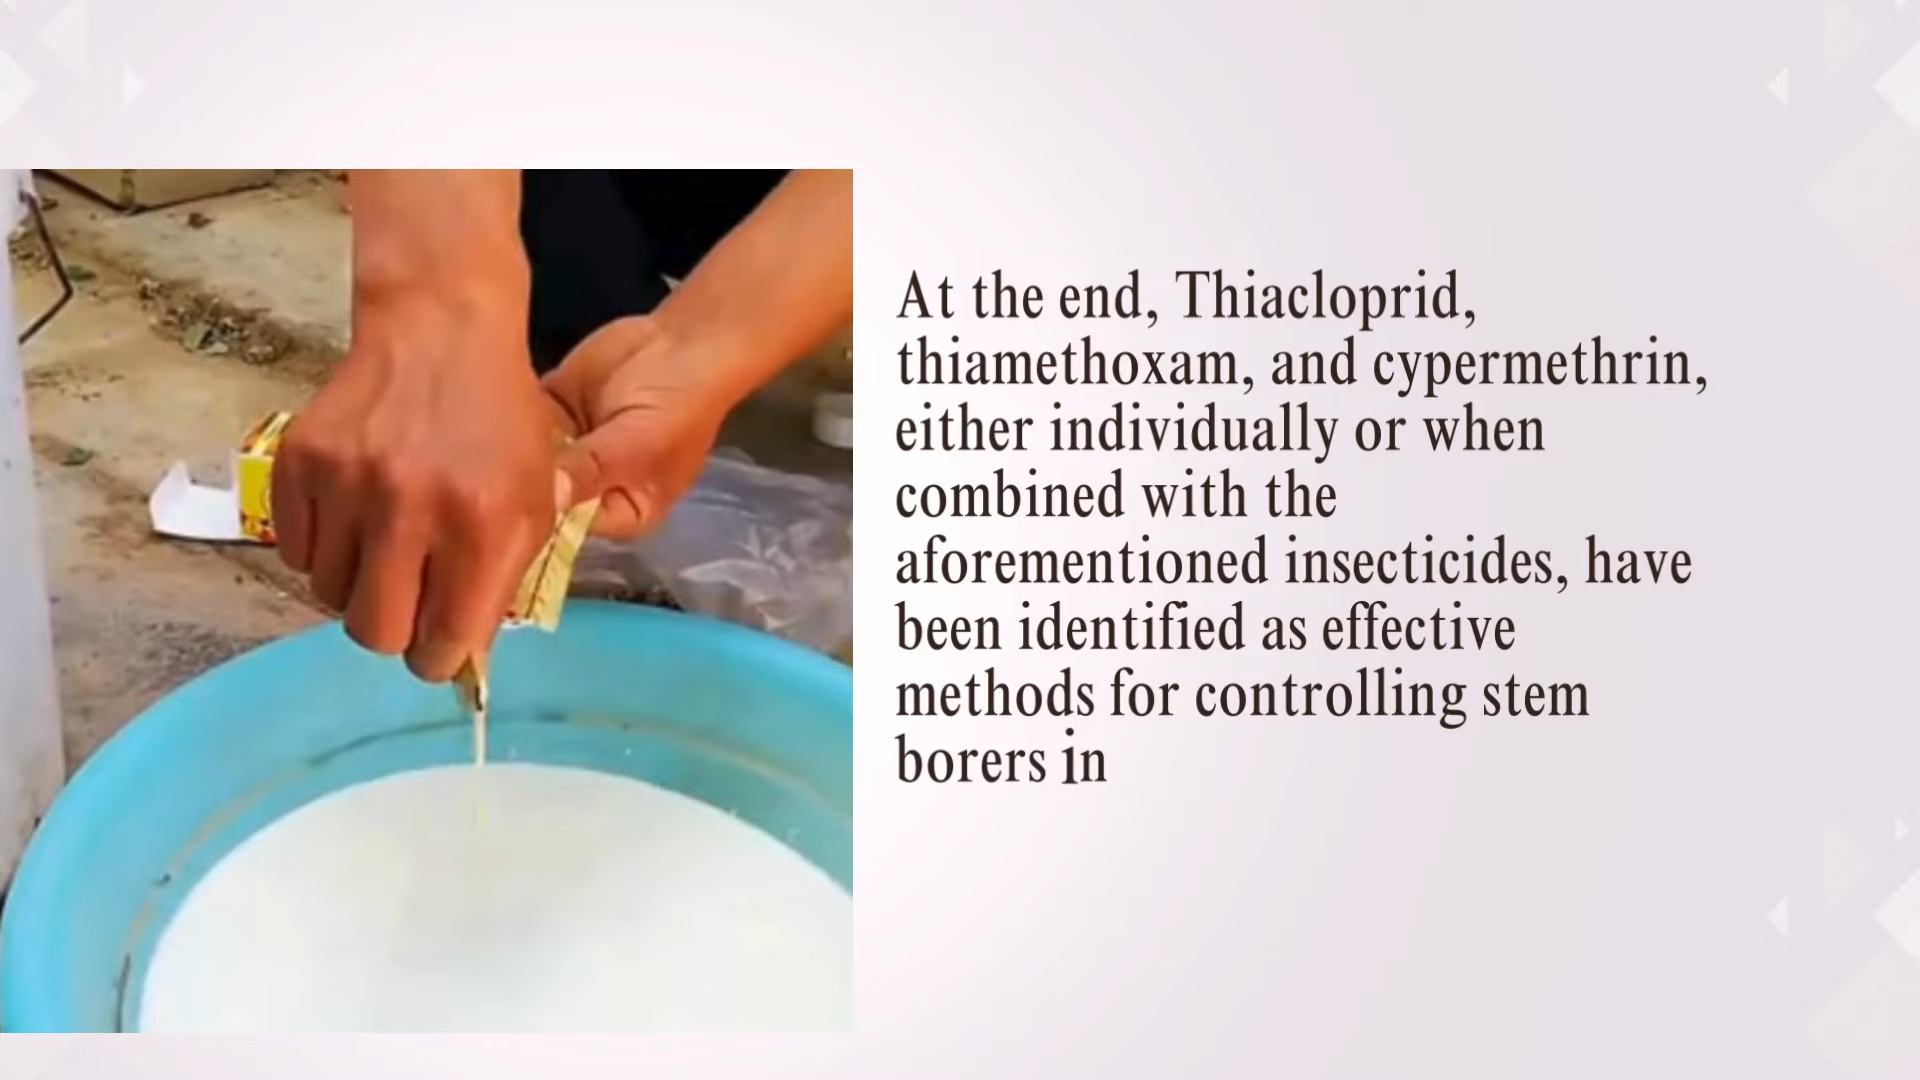 At the end, Thiacloprid,
thiamethoxam, and cypermethrin,
either individually or when
combined with the
aforementioned insecticides, have
been identified as effective
methods for controlling stem
borers in